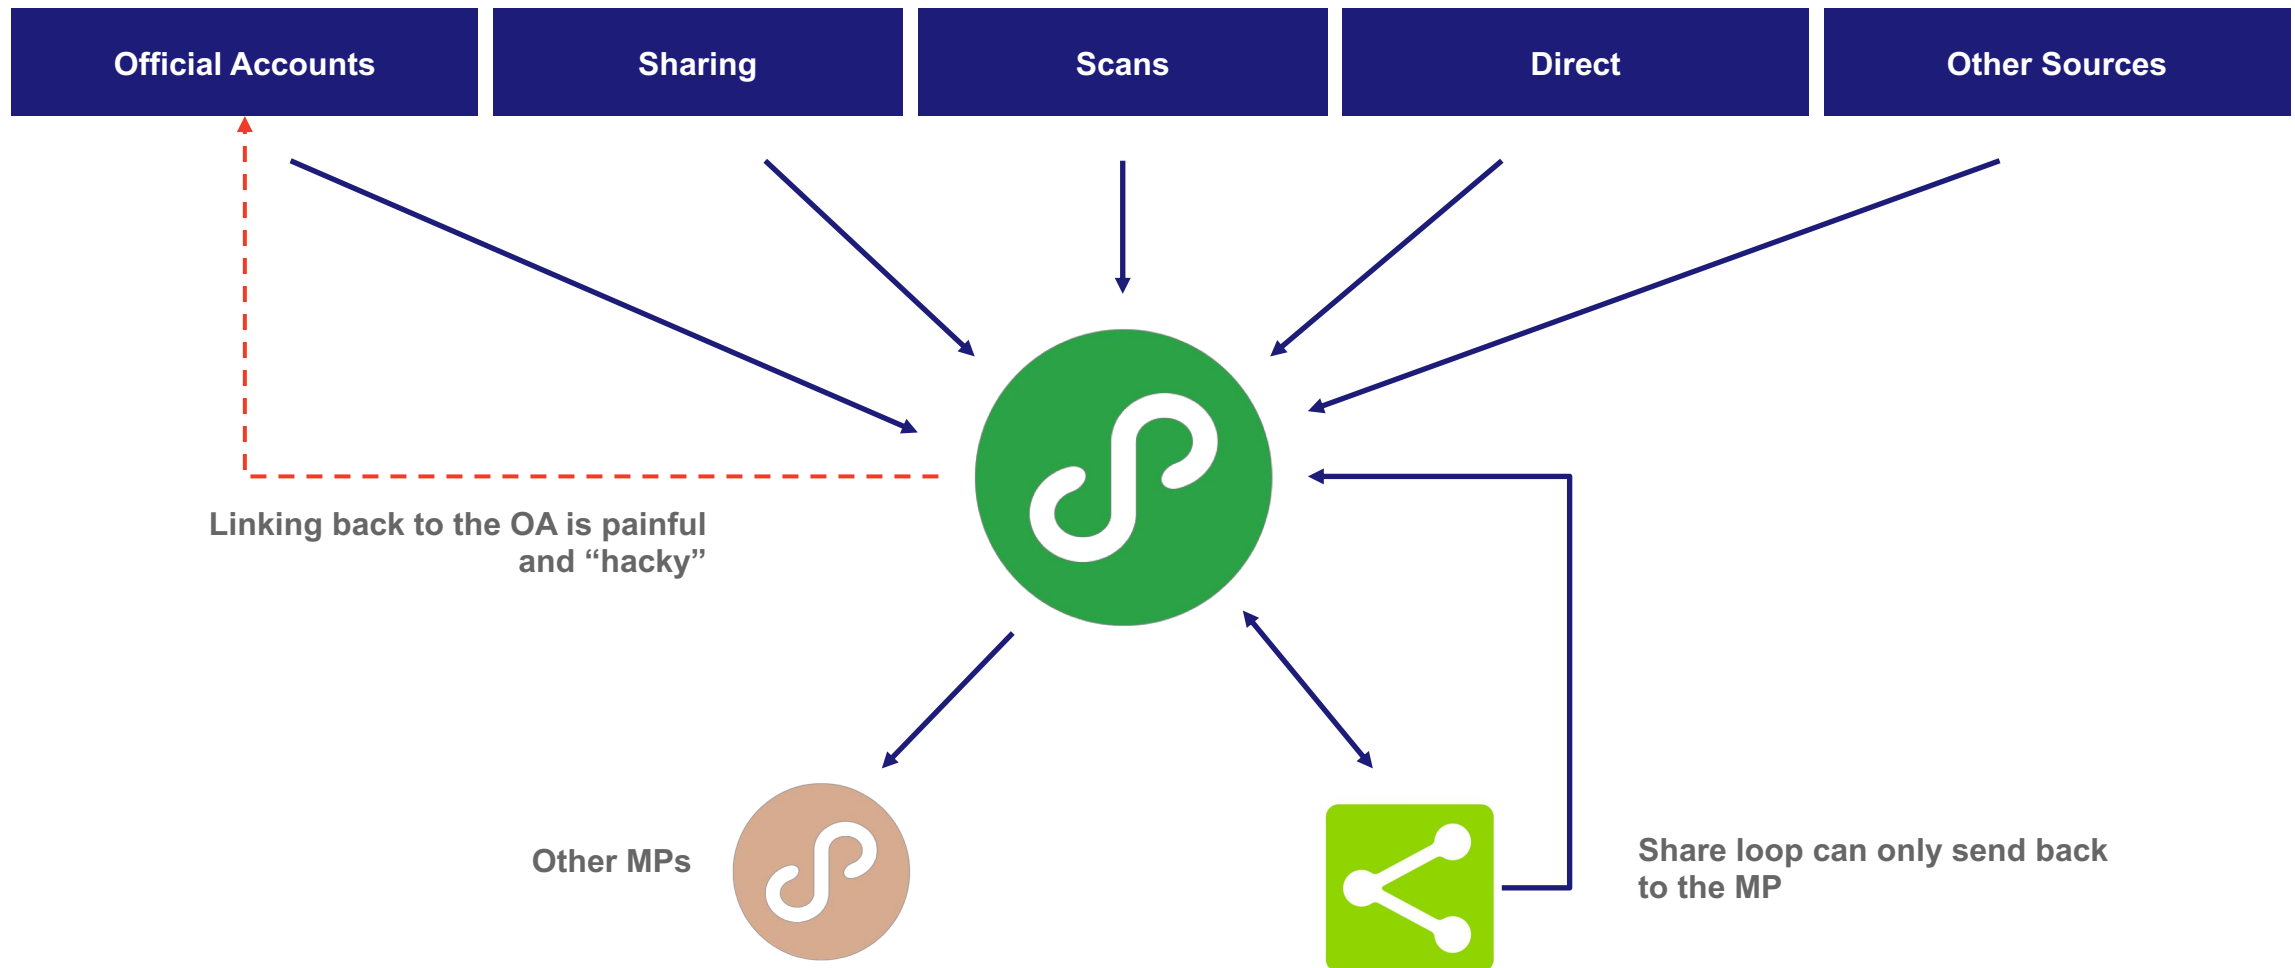 Official Accounts
Sharing
Scans
Direct
Other Sources
Linking back to the OA is painful
and “hacky”
Other MPs
Share loop can only send back
to the MP